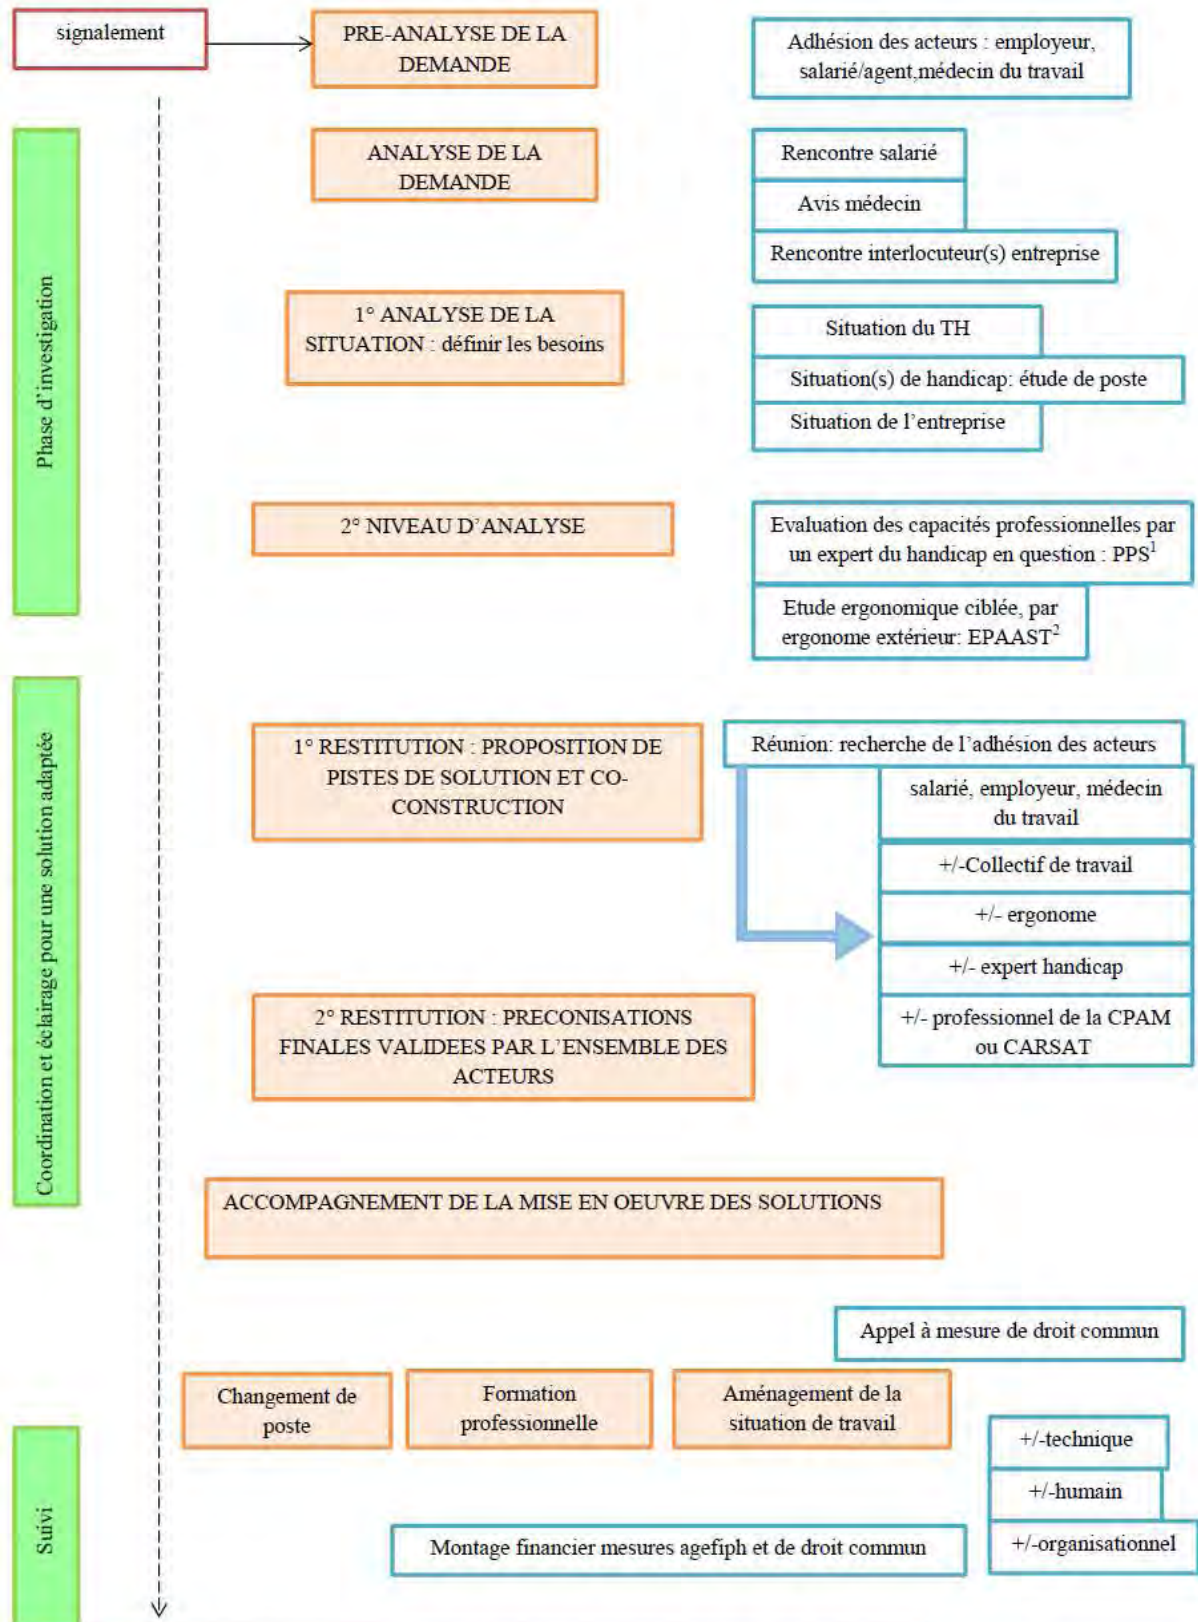 signalement
PRE-ANALYSE DE LA
DEMANDE
Adhésion des acteurs : employeur,
salarié/agent,médecin du travail
Phase d'investigation
ANALYSE DE LA
DEMANDE
Rencontre salarié
Avis médecin
Rencontre interlocuteur(s) entreprise
1° ANALYSE DE LA
SITUATION : définir les besoins
Situation du TH
Situation(s) de handicap: étude de poste
Situation de l'entreprise
2° NIVEAU D'ANALYSE
Evaluation des capacités professionnelles par
un expert du handicap en question : PPS¹
Etude ergonomique ciblée, par
ergonome extérieur: EPAAST²
Coordination et éclairage pour une solution adaptée
1° RESTITUTION : PROPOSITION DE
PISTES DE SOLUTION ET CO-
CONSTRUCTION
Réunion: recherche de l'adhésion des acteurs
salarié, employeur, médecin
du travail
+/-Collectif de travail
+/- ergonome
+/- expert handicap
+/- professionnel de la CPAM
ou CARSAT
2° RESTITUTION : PRECONISATIONS
FINALES VALIDEES PAR L'ENSEMBLE DES
ACTEURS
ACCOMPAGNEMENT DE LA MISE EN OEUVRE DES SOLUTIONS
Appel à mesure de droit commun
Changement de
poste
Formation
professionnelle
Aménagement de la
situation de travail
+/-technique
+/-humain
+/-organisationnel
Suivi
Montage financier mesures agefiph et de droit commun